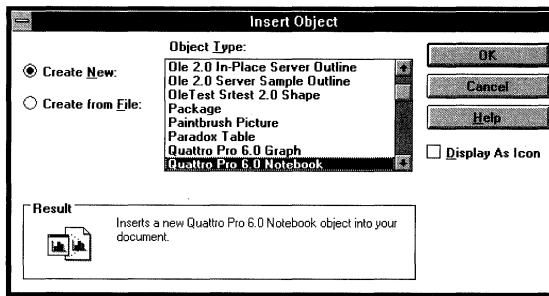 Insert Object
Object Type:
Create New:
Create from File:
Ole 2.0 In-Place Server Outline
Ole 2.0 Server Sample Outline
OleTest Srtest 2.0 Shape
Package
Paintbrush Picture
Paradox Table
Quattro Pro 6.0 Graph
Quattro Pro 6.0 Notebook
OK
Cancel
Help
Display As Icon
Result
Inserts a new Quattro Pro 6.0 Notebook object into your
document.